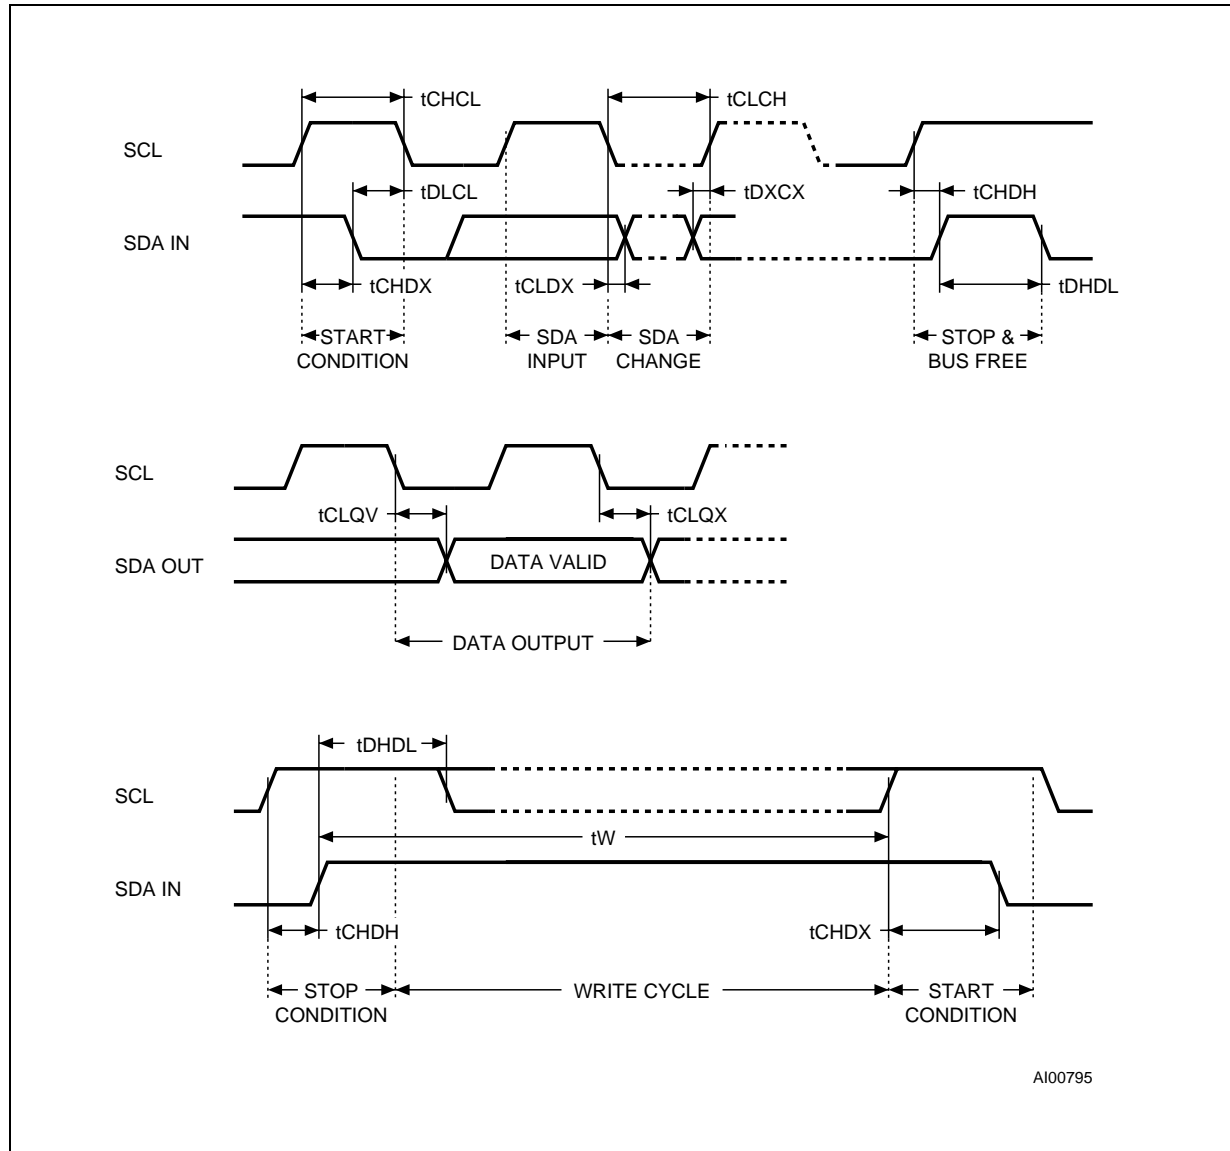 tCHCL
tCLCH
SCL
tDLCL
tDXCX
tCHDH
SDA IN
tCHDX
tCLDX
tDHDL
START
CONDITION
SDA
INPUT
SDA
CHANGE
STOP &
BUS FREE
SCL
tCLQV
tCLQX
SDA OUT
DATA VALID
DATA OUTPUT
tDHDL
SCL
tW
SDA IN
tCHDH
tCHDX
STOP
CONDITION
WRITE CYCLE
START
CONDITION
AI00795